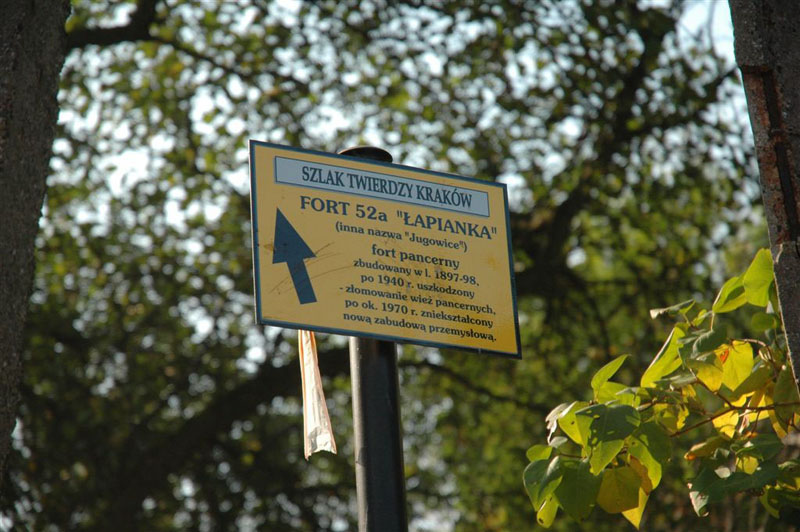 SZLAK TWIERDZY KRAKÓW
FORT 52a "ŁAPIANKA"
(inna nazwa "Jugowice")
fort pancerny
zbudowany w l. 1897-98,
po 1940 r. uszkodzony
- złomowanie wież pancernych,
po ok. 1970 r. zniekształcony
nową zabudową przemysłową.